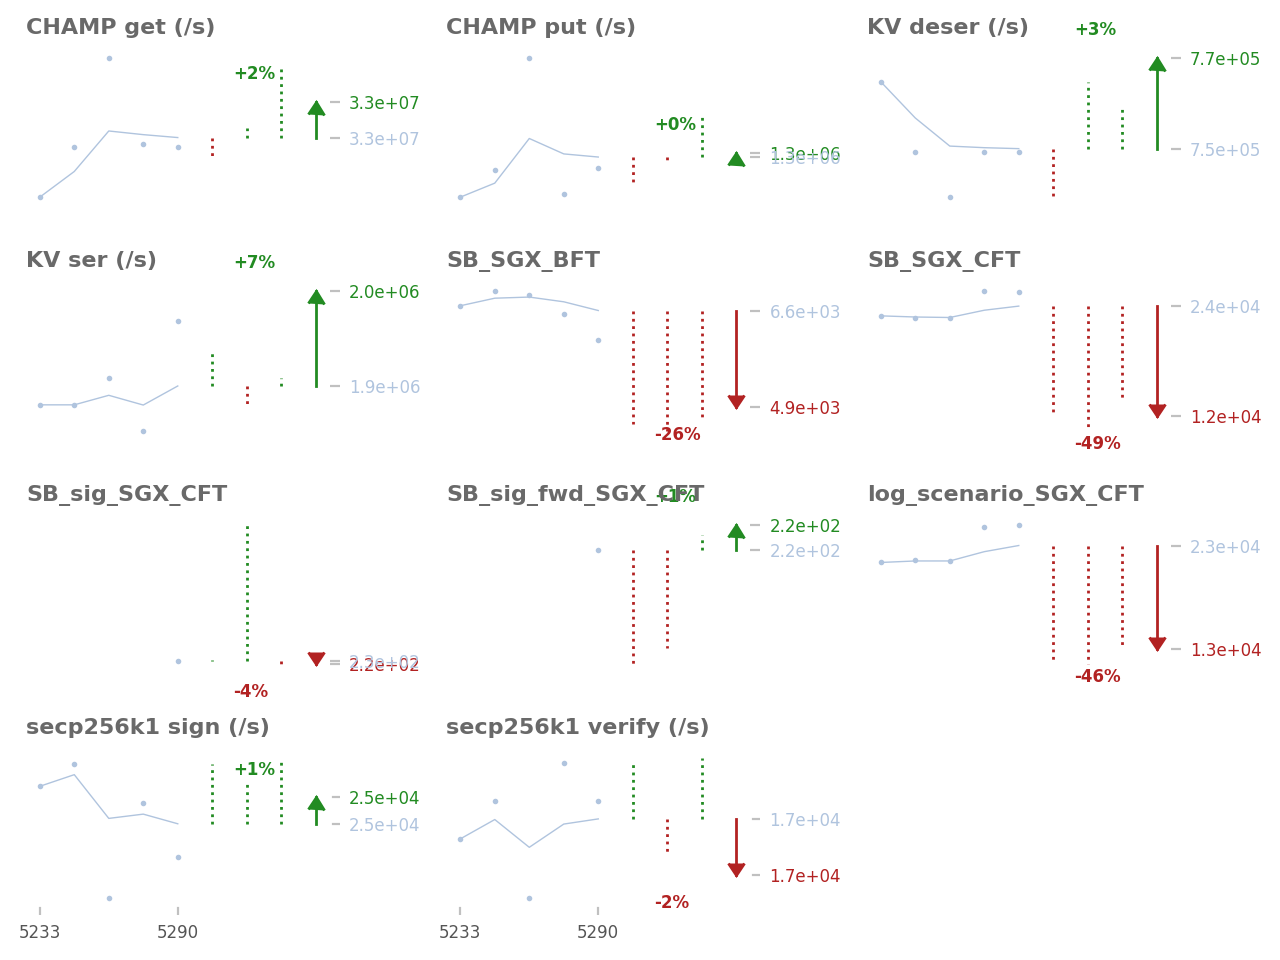 CHAMP get (/s)
+2%
3.3e+07
3.3e+07
CHAMP put (/s)
+0%
1.3e+06
1.3e+06
KV deser (/s)
+3%
7.7e+05
7.5e+05
KV ser (/s)
+7%
2.0e+06
1.9e+06
SB_SGX_BFT
6.6e+03
4.9e+03
-26%
SB_SGX_CFT
2.4e+04
1.2e+04
-49%
SB_sig_SGX_CFT
2.2e+02
-4%
SB_sig_fwd_SGX_CFT
+1%
2.2e+02
2.2e+02
log_scenario_SGX_CFT
2.3e+04
1.3e+04
-46%
secp256k1 sign (/s)
+1%
2.5e+04
2.5e+04
secp256k1 verify (/s)
1.7e+04
1.7e+04
-2%
5233
5290
5233
5290